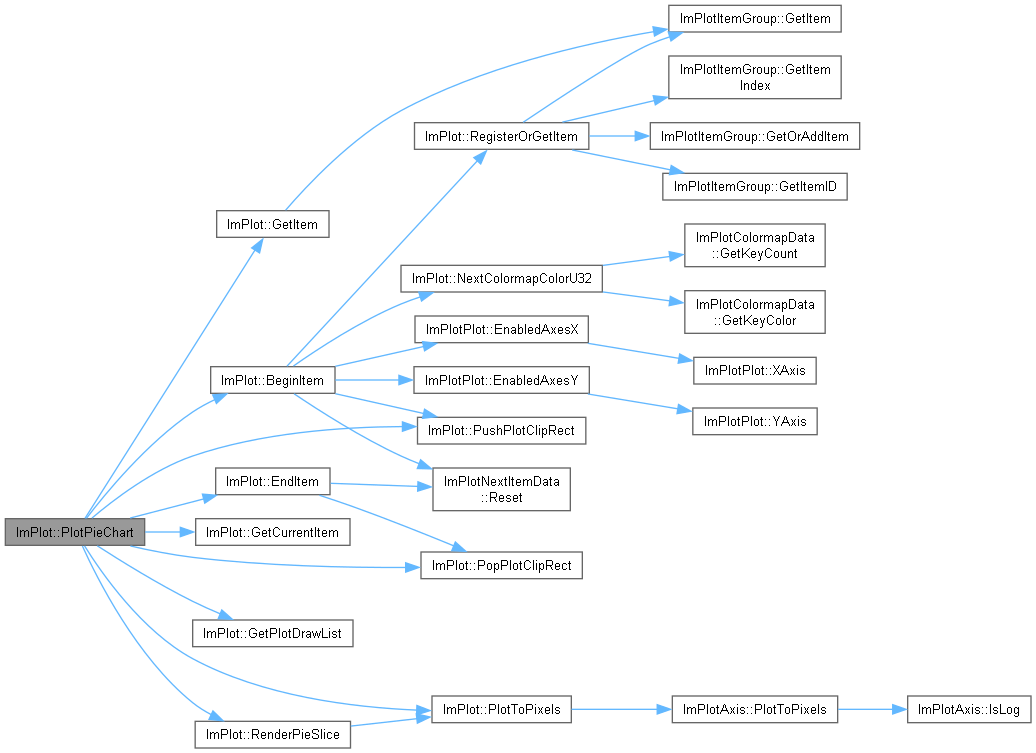 ImPlotItemGroup::GetItem
ImPlotItemGroup::GetItem
Index
ImPlot::RegisterOrGetItem
ImPlotItemGroup::GetOrAddItem
ImPlotItemGroup::GetItemID
ImPlot::GetItem
ImPlotColormapData
::GetKeyCount
ImPlot::NextColormapColorU32
ImPlotColormapData
::GetKeyColor
ImPlotPlot::EnabledAxesX
ImPlotPlot::XAxis
ImPlot::BeginItem
ImPlotPlot::EnabledAxesY
ImPlotPlot::YAxis
ImPlot::PushPlotClipRect
ImPlot::EndItem
ImPlotNextItemData
::Reset
ImPlot::PlotPieChart
ImPlot::GetCurrentItem
ImPlot::PopPlotClipRect
ImPlot::GetPlotDrawList
ImPlot::PlotToPixels
ImPlotAxis::PlotToPixels
ImPlotAxis::IsLog
ImPlot::RenderPieSlice